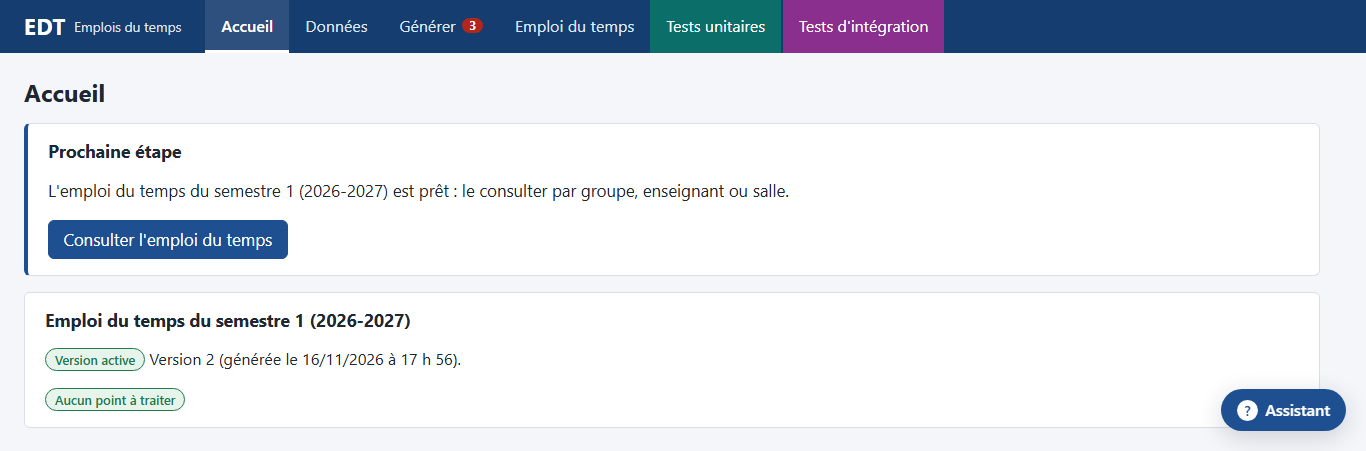 EDT Emplois du temps Accueil Données Générer 3 Emploi du temps Tests unitaires Tests d'intégration
Accueil
Prochaine étape
L'emploi du temps du semestre 1 (2026-2027) est prêt : le consulter par groupe, enseignant ou salle.
Consulter l'emploi du temps
Emploi du temps du semestre 1 (2026-2027)
Version active Version 2 (générée le 16/11/2026 à 17 h 56).
Aucun point à traiter
? Assistant